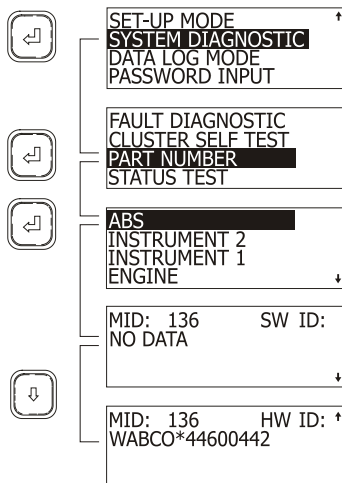 SET-UP MODE
SYSTEM DIAGNOSTIC
DATA LOG MODE
PASSWORD INPUT
FAULT DIAGNOSTIC
CLUSTER SELF TEST
PART NUMBER
STATUS TEST
ABS
INSTRUMENT 2
INSTRUMENT 1
ENGINE
MID: 136 SW ID:
NO DATA
MID: 136 HW ID:
WABCO*44600442